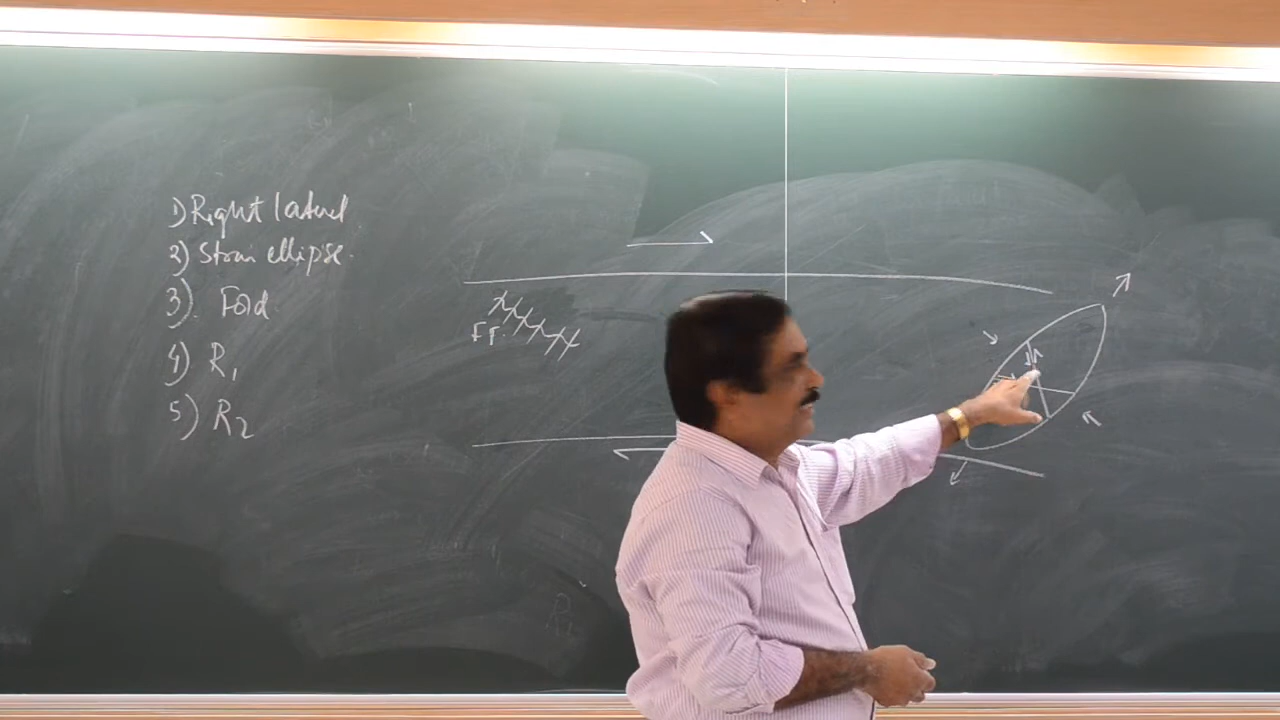 1) Right lateral
2) Strain ellipse.
3). Fold
4) R1
5) R2
FF.